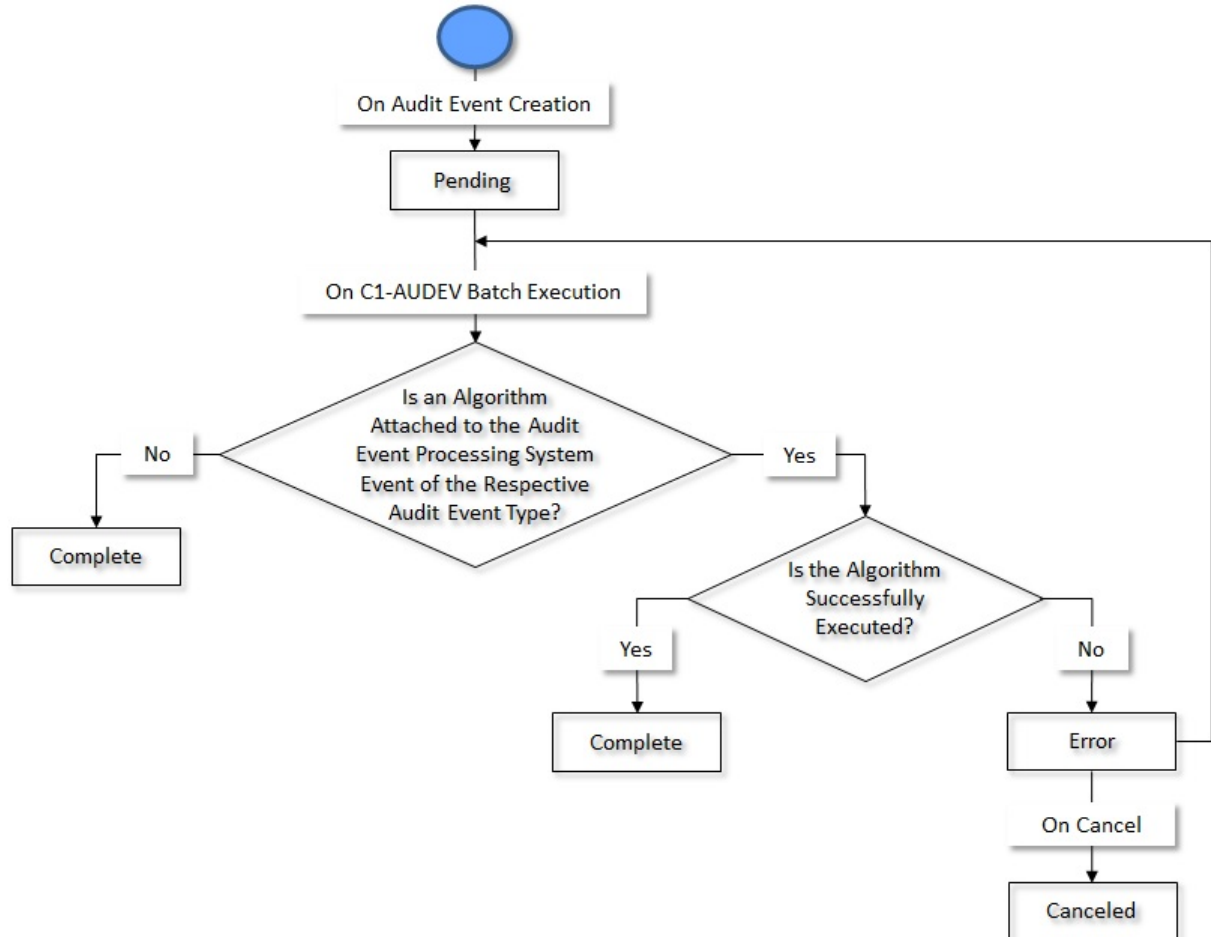 On Audit Event Creation
Pending
On C1-AUDEV Batch Execution
Is an Algorithm
Attached to the Audit
Event Processing System
Event of the Respective
Audit Event Type?
No
Yes
Complete
Is the Algorithm
Successfully
Executed?
Yes
No
Complete
Error
On Cancel
Canceled